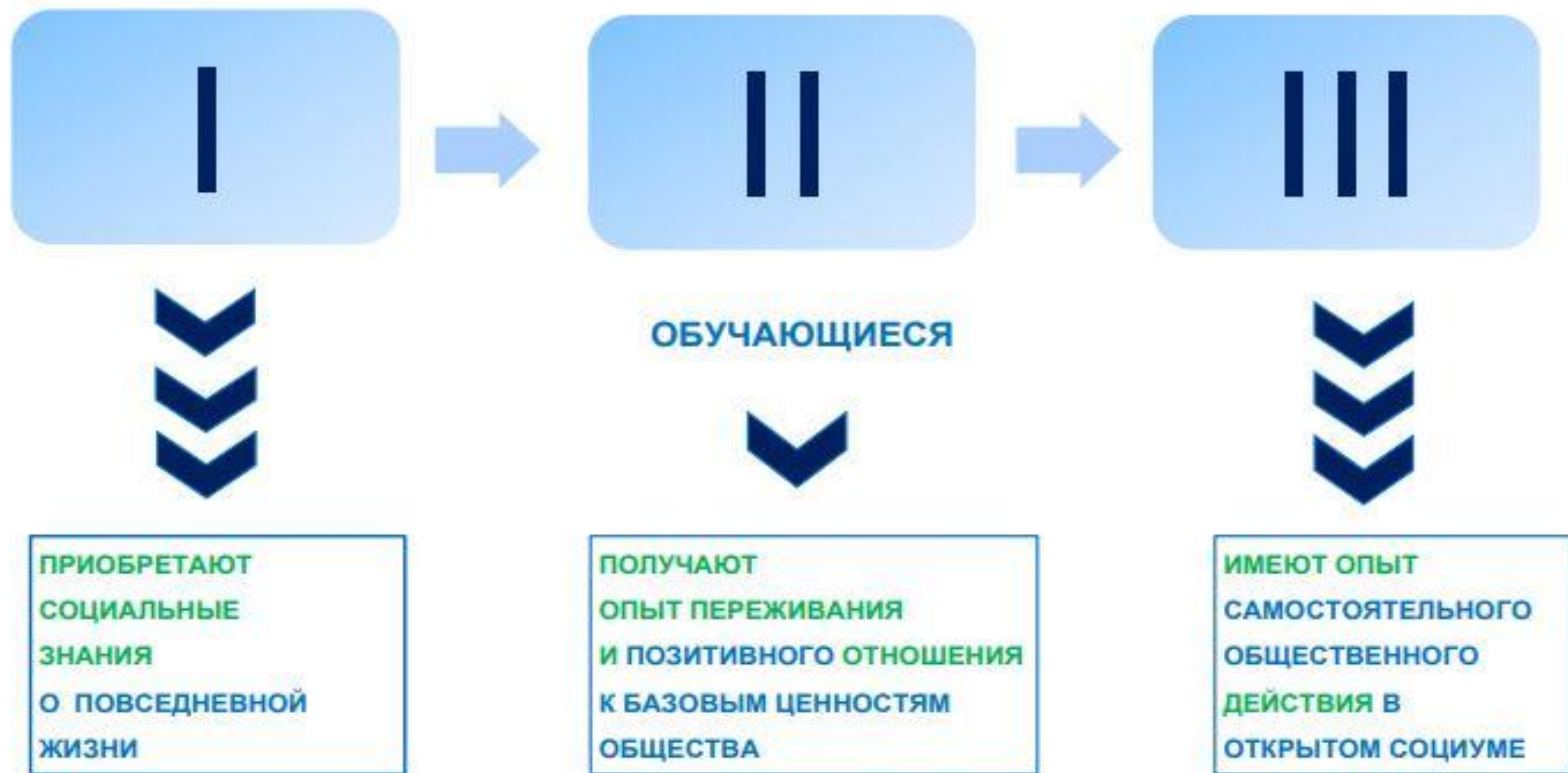 I
II
III
ОБУЧАЮЩИЕСЯ
ПРИОБРЕТАЮТ
СОЦИАЛЬНЫЕ
ЗНАНИЯ
О ПОВСЕДНЕВНОЙ
ЖИЗНИ
ПОЛУЧАЮТ
ОПЫТ ПЕРЕЖИВАНИЯ
И ПОЗИТИВНОГО ОТНОШЕНИЯ
К БАЗОВЫМ ЦЕННОСТЯМ
ОБЩЕСТВА
ИМЕЮТ ОПЫТ
САМОСТОЯТЕЛЬНОГО
ОБЩЕСТВЕННОГО
ДЕЙСТВИЯ В
ОТКРЫТОМ СОЦИУМЕ